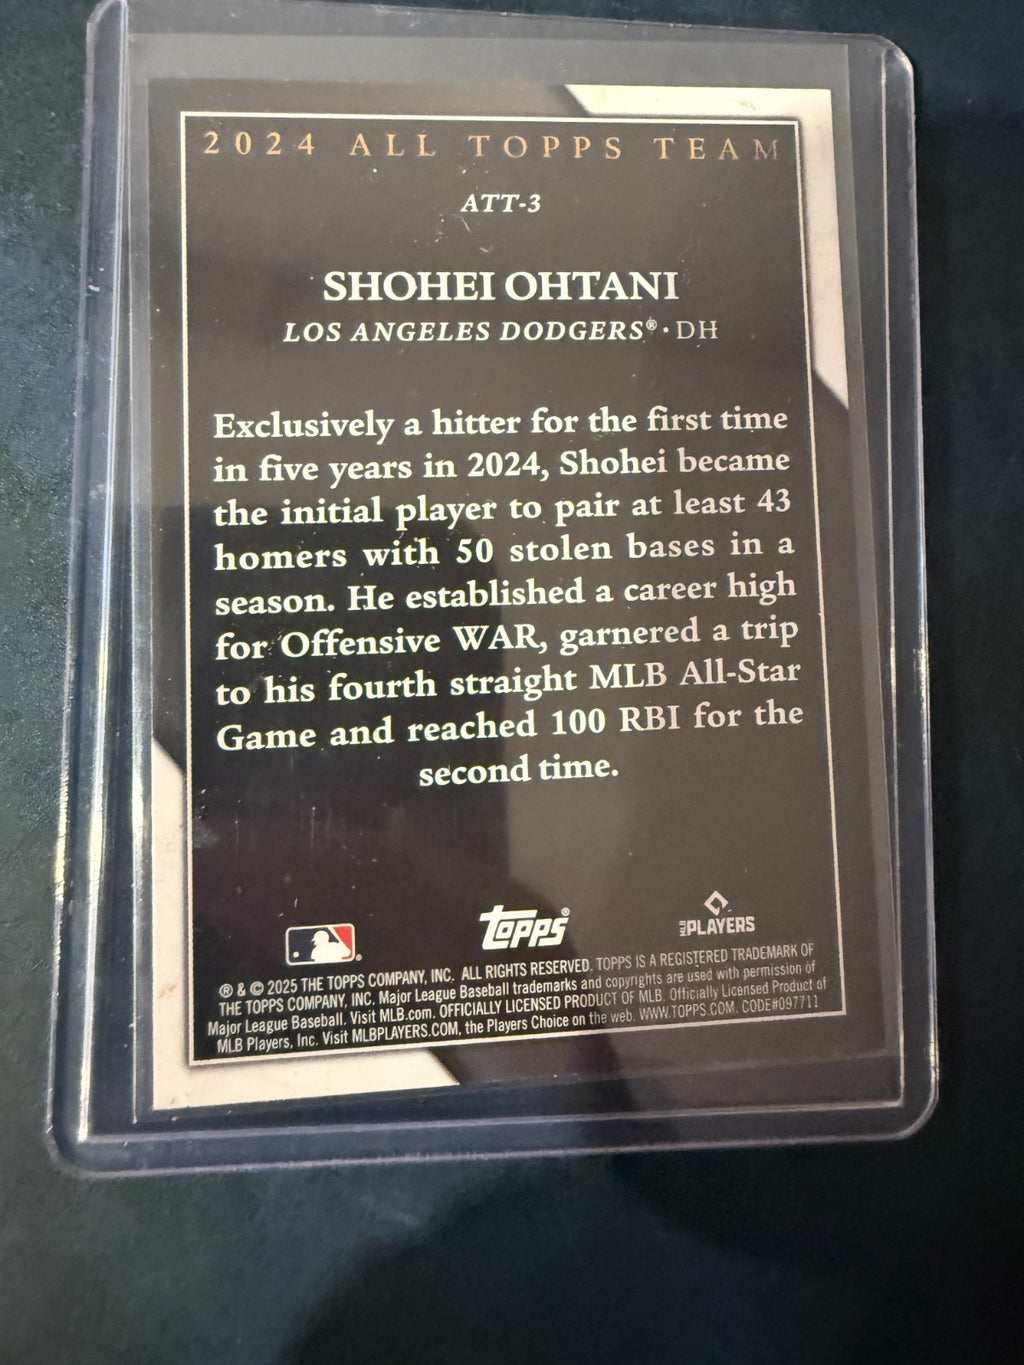 2024 ALL TOPPS TEAM
ATT-3
SHOHEI OHTANI
LOS ANGELES DODGERS® · DH
Exclusively a hitter for the first time
in five years in 2024, Shohei became
the initial player to pair at least 43
homers with 50 stolen bases in a
season. He established a career high
for Offensive WAR, garnered a trip
to his fourth straight MLB All-Star
Game and reached 100 RBI for the
second time.
topps®
MLB PLAYERS
® & © 2025 THE TOPPS COMPANY, INC. ALL RIGHTS RESERVED. TOPPS IS A REGISTERED TRADEMARK OF
THE TOPPS COMPANY, INC. Major League Baseball trademarks and copyrights are used with permission of
Major League Baseball. Visit MLB.com. OFFICIALLY LICENSED PRODUCT OF MLB. Officially Licensed Product of
MLB Players, Inc. Visit MLBPLAYERS.COM, the Players Choice on the web. WWW.TOPPS.COM. CODE#097711